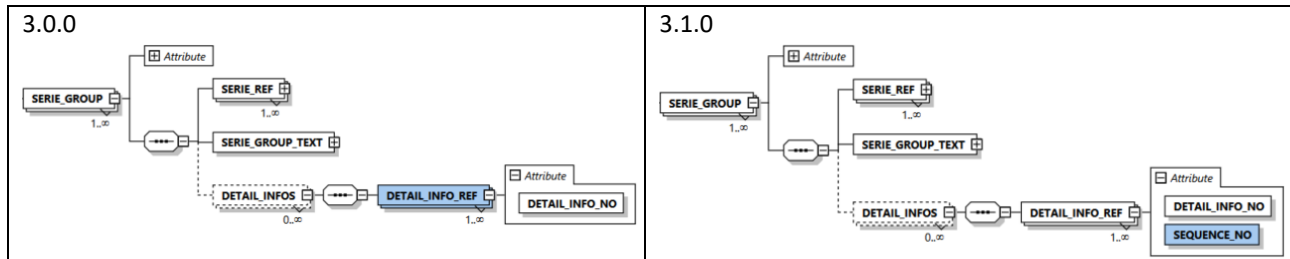 3.0.0
Attribute
SERIE_GROUP
1..∞
SERIE_REF
1..∞
SERIE_GROUP_TEXT
DETAIL_INFOS
0..∞
DETAIL_INFO_REF
1..∞
Attribute
DETAIL_INFO_NO
3.1.0
Attribute
SERIE_GROUP
1..∞
SERIE_REF
1..∞
SERIE_GROUP_TEXT
DETAIL_INFOS
0..∞
DETAIL_INFO_REF
1..∞
Attribute
DETAIL_INFO_NO
SEQUENCE_NO